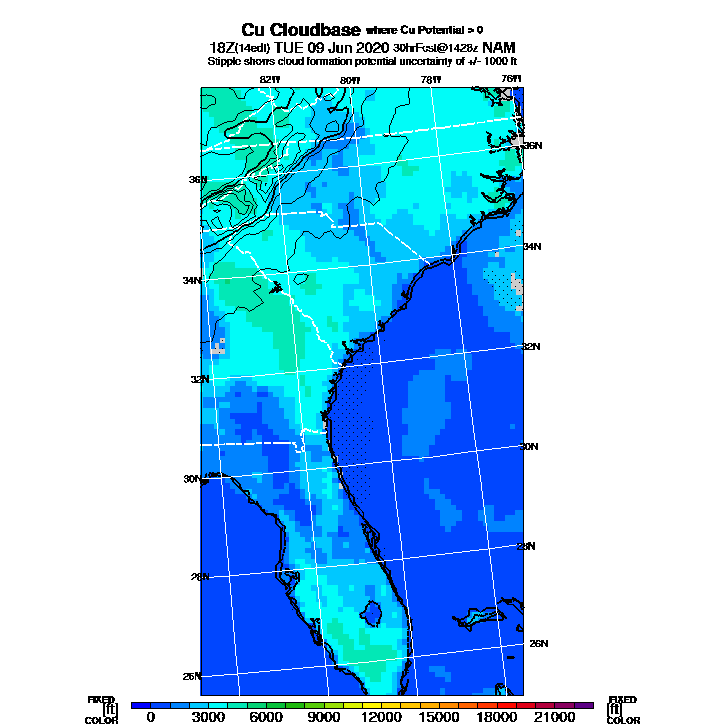 Cu Cloudbase where Cu Potential > 0
18Z(14edt) TUE 09 Jun 2020 30hrFcst@1428z NAM
Stipple shows cloud formation potential uncertainty of +/- 1000 ft
82W 80W 78W 76W
36N
36N
34N
34N
32N
32N
30N
30N
28N
28N
26N
26N
FIXED FIXED
[ft] [ft]
COLOR COLOR
0 3000 6000 9000 12000 15000 18000 21000